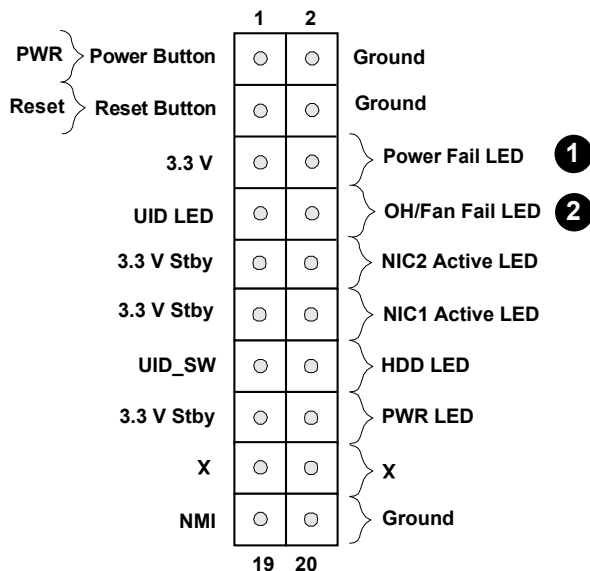 1 2
PWR Power Button Ground
Reset Reset Button Ground
3.3 V Power Fail LED 1
UID LED OH/Fan Fail LED 2
3.3 V Stby NIC2 Active LED
3.3 V Stby NIC1 Active LED
UID_SW HDD LED
3.3 V Stby PWR LED
X X
NMI Ground
19 20